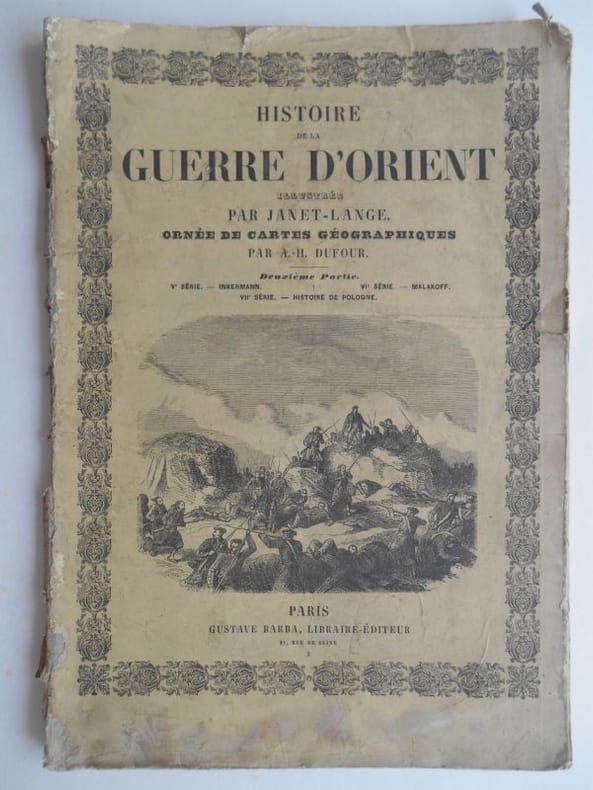 HISTOIRE
DE LA
GUERRE D'ORIENT
ILLUSTRÉE
PAR JANET-LANGE,
ORNÉE DE CARTES GÉOGRAPHIQUES
PAR A.-H. DUFOUR.
Deuxième Partie.
Vᵉ SÉRIE. — INKERMANN. VIᵉ SÉRIE. — MALAKOFF.
VIIᵉ SÉRIE. — HISTOIRE DE POLOGNE.
PARIS
GUSTAVE BARBA, LIBRAIRE-ÉDITEUR
RUE DE SEINE